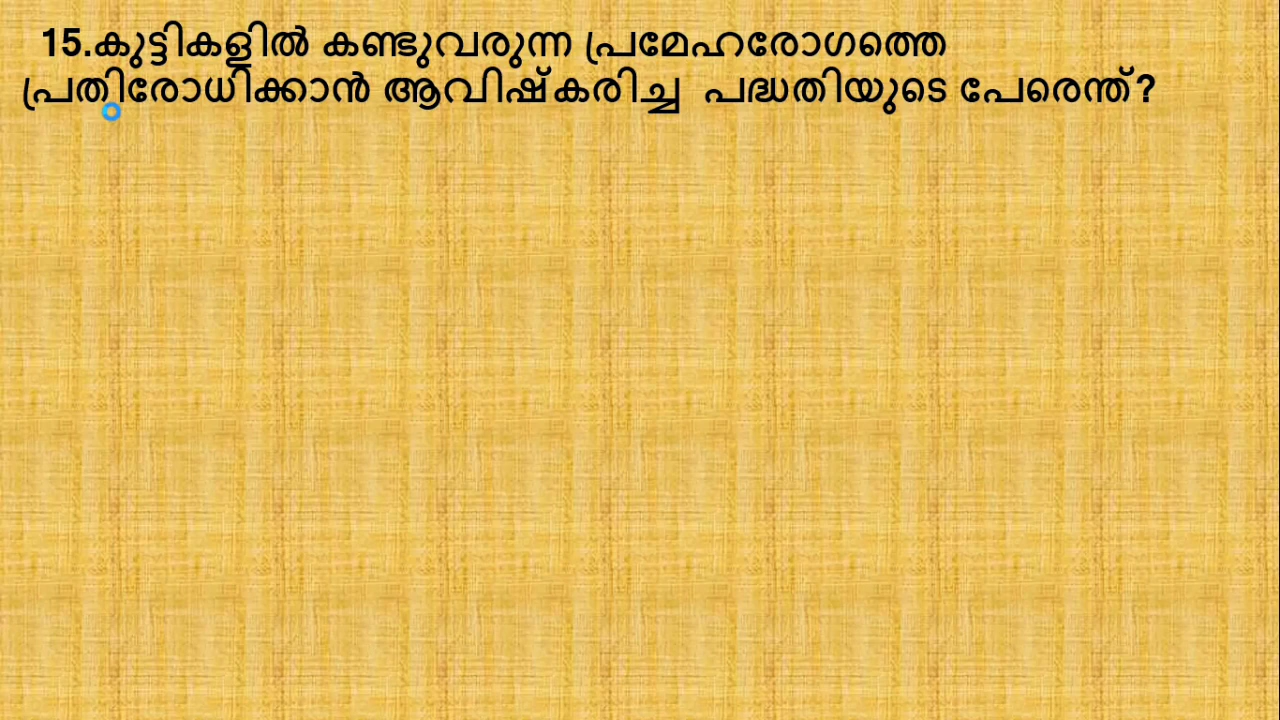 15.കുട്ടികളിൽ കണ്ടുവരുന്ന പ്രമേഹരോഗത്തെ
പ്രതിരോധിക്കാൻ ആവിഷ്കരിച്ച പദ്ധതിയുടെ പേരെന്ത്?